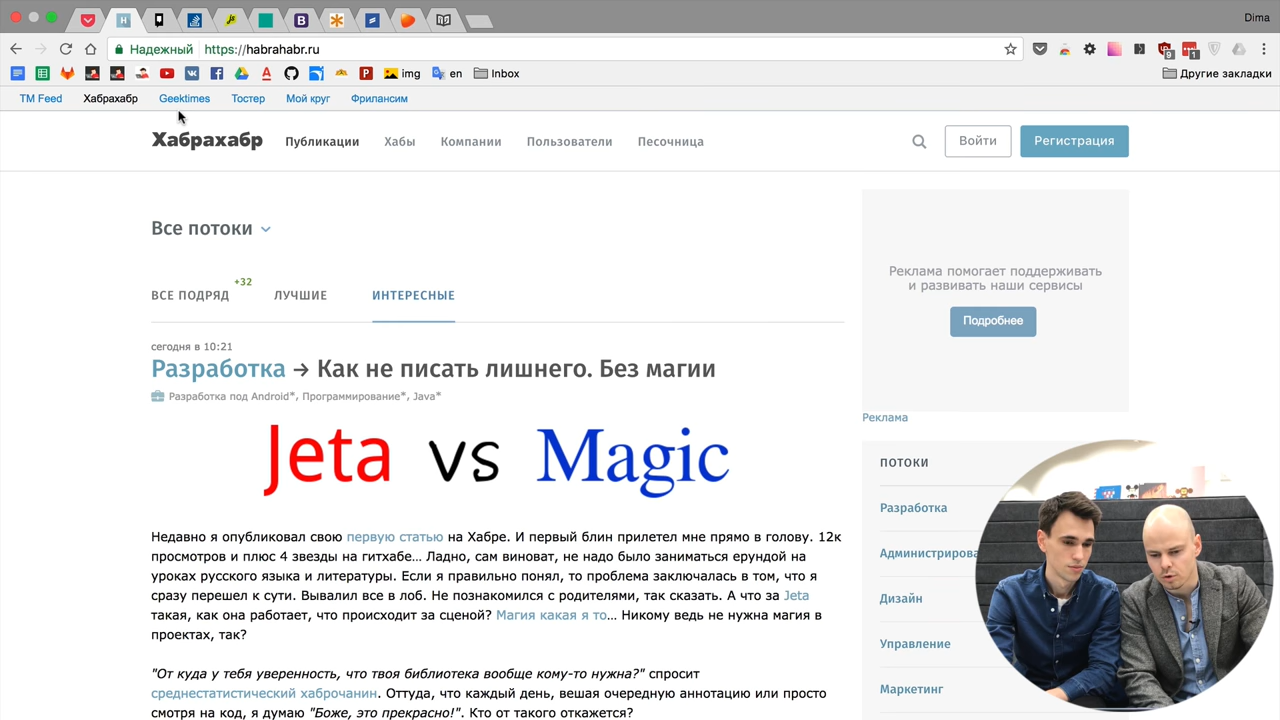 Dima
Надежный https://habrahabr.ru
9 1
img en Inbox Другие закладки
TM Feed Хабрахабр Geektimes Тостер Мой круг Фрилансим
Хабрахабр Публикации Хабы Компании Пользователи Песочница Войти Регистрация
Все потоки
ВСЕ ПОДРЯД +32 ЛУЧШИЕ ИНТЕРЕСНЫЕ
Реклама помогает поддерживать
и развивать наши сервисы
Подробнее
Реклама
сегодня в 10:21
Разработка → Как не писать лишнего. Без магии
Разработка под Android*, Программирование*, Java*
Jeta vs Magic
Недавно я опубликовал свою первую статью на Хабре. И первый блин прилетел мне прямо в голову. 12к
просмотров и плюс 4 звезды на гитхабе... Ладно, сам виноват, не надо было заниматься ерундой на
уроках русского языка и литературы. Если я правильно понял, то проблема заключалась в том, что я
сразу перешел к сути. Вывалил все в лоб. Не познакомился с родителями, так сказать. А что за Jeta
такая, как она работает, что происходит за сценой? Магия какая я то... Никому ведь не нужна магия в
проектах, так?
"От куда у тебя уверенность, что твоя библиотека вообще кому-то нужна?" спросит
среднестатистический хаброчанин. Оттуда, что каждый день, вешая очередную аннотацию или просто
смотря на код, я думаю "Боже, это прекрасно!". Кто от такого откажется?
ПОТОКИ
Разработка
Администрирова
Дизайн
Управление
Маркетинг